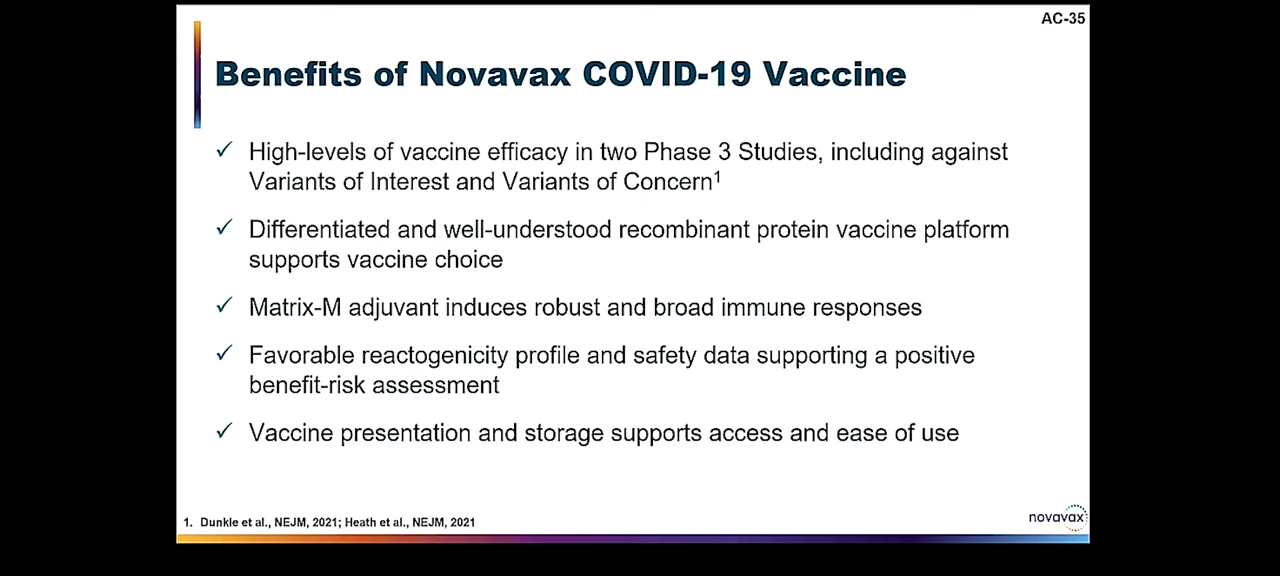 AC-35
Benefits of Novavax COVID-19 Vaccine
✓ High-levels of vaccine efficacy in two Phase 3 Studies, including against
Variants of Interest and Variants of Concern¹
✓ Differentiated and well-understood recombinant protein vaccine platform
supports vaccine choice
✓ Matrix-M adjuvant induces robust and broad immune responses
✓ Favorable reactogenicity profile and safety data supporting a positive
benefit-risk assessment
✓ Vaccine presentation and storage supports access and ease of use
1. Dunkle et al., NEJM, 2021; Heath et al., NEJM, 2021
novavax